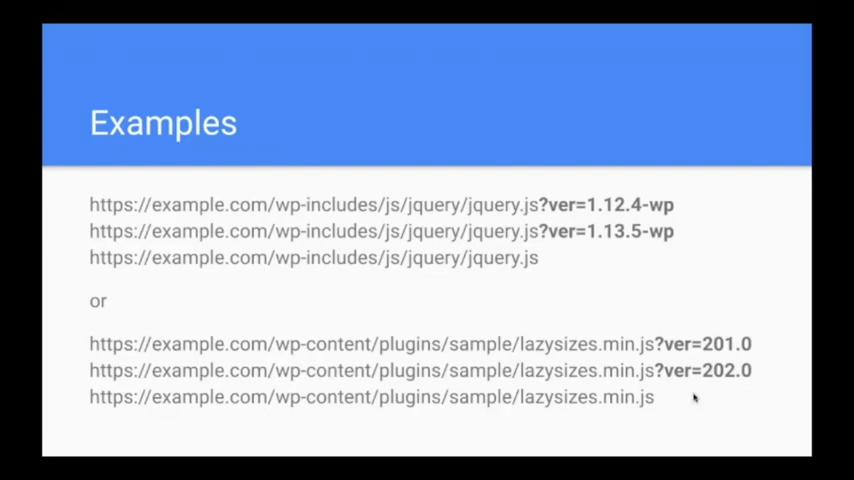 Examples
https://example.com/wp-includes/js/jquery/jquery.js?ver=1.12.4-wp
https://example.com/wp-includes/js/jquery/jquery.js?ver=1.13.5-wp
https://example.com/wp-includes/js/jquery/jquery.js
or
https://example.com/wp-content/plugins/sample/lazysizes.min.js?ver=201.0
https://example.com/wp-content/plugins/sample/lazysizes.min.js?ver=202.0
https://example.com/wp-content/plugins/sample/lazysizes.min.js